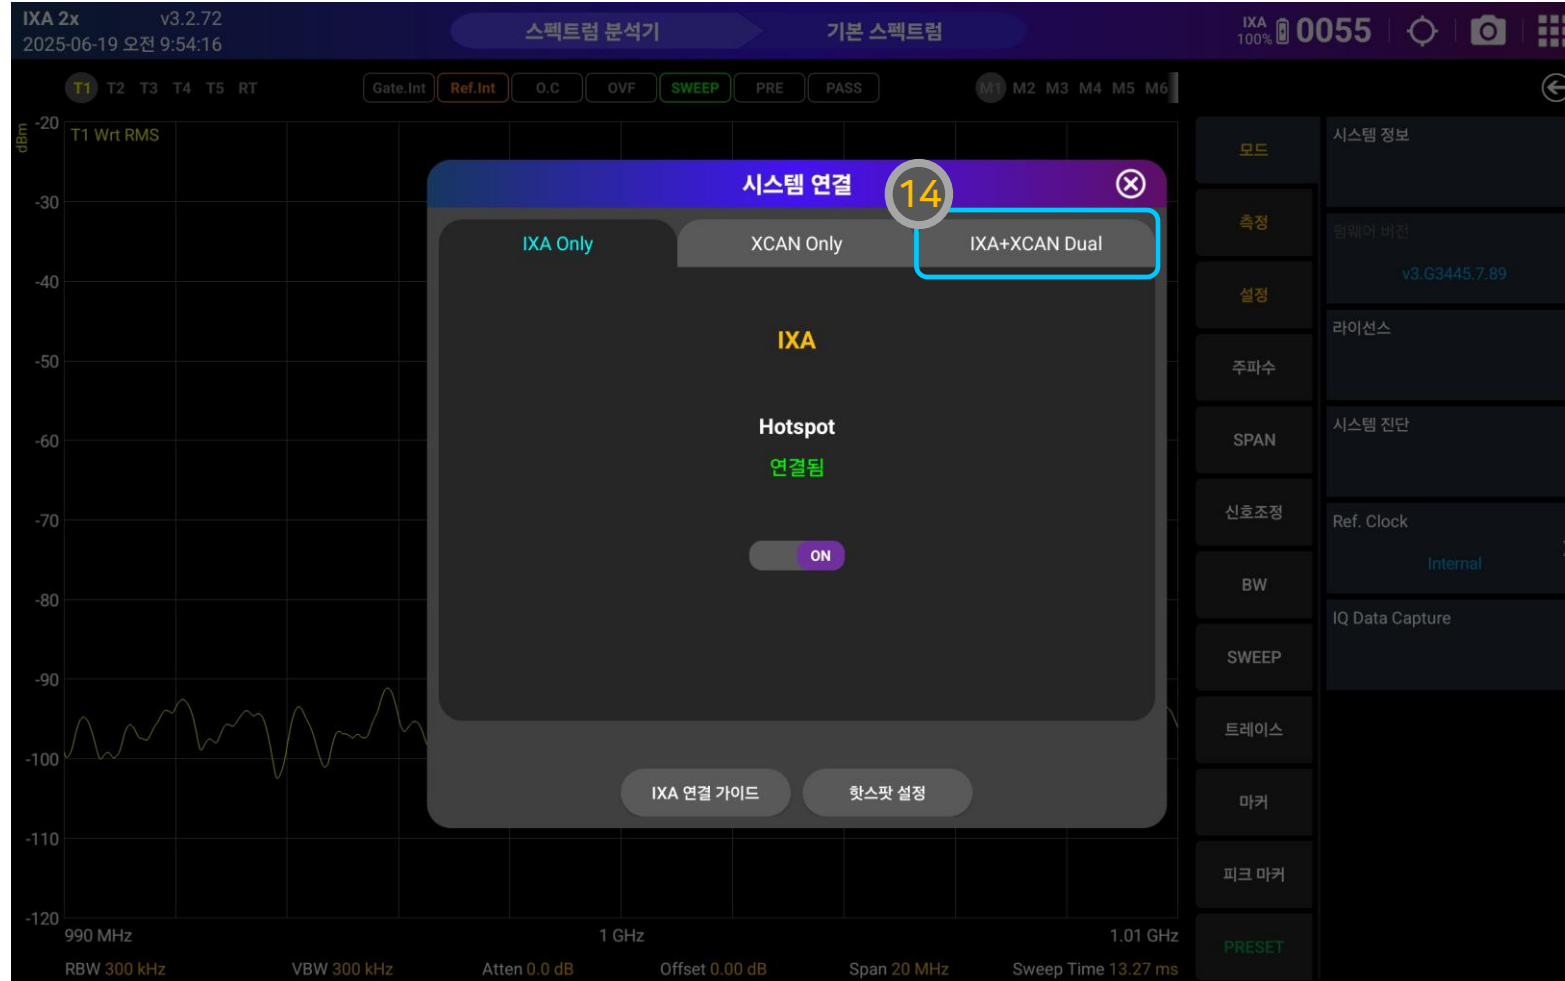 IXA 2x v3.2.72
2025-06-19 오전 9:54:16
스펙트럼 분석기 기본 스펙트럼
IXA 100% 0055
T1 T2 T3 T4 T5 RT
Gate.Int Ref.Int O.C OVF SWEEP PRE PASS
M1 M2 M3 M4 M5 M6
dBm
T1 Wrt RMS
-20
-30
-40
-50
-60
-70
-80
-90
-100
-110
-120
시스템 연결
14
IXA Only XCAN Only IXA+XCAN Dual
IXA
Hotspot
연결됨
ON
IXA 연결 가이드 핫스팟 설정
모드
측정
설정
주파수
SPAN
신호조정
BW
SWEEP
트레이스
마커
피크 마커
PRESET
시스템 정보
펌웨어 버전
v3.G3445.7.89
라이선스
시스템 진단
Ref. Clock
Internal
IQ Data Capture
990 MHz 1 GHz 1.01 GHz
RBW 300 kHz VBW 300 kHz Atten 0.0 dB Offset 0.00 dB Span 20 MHz Sweep Time 13.27 ms